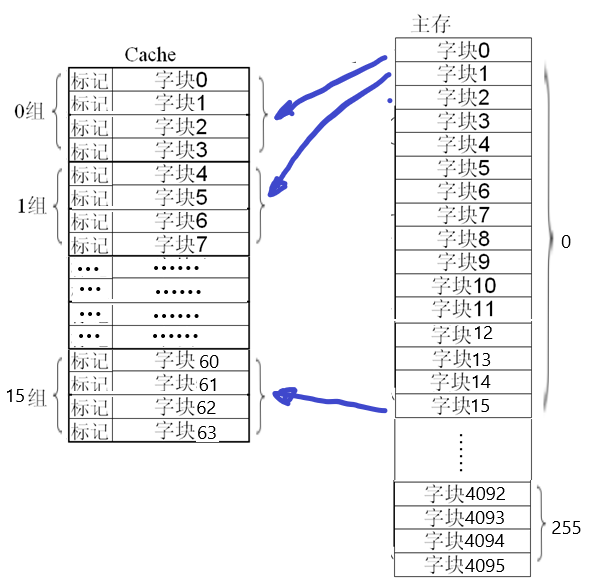 Cache
0组
标记 字块0
标记 字块1
标记 字块2
标记 字块3
1组
标记 字块4
标记 字块5
标记 字块6
标记 字块7
... ......
... ......
... ......
... ......
15组
标记 字块60
标记 字块61
标记 字块62
标记 字块63
主存
字块0
字块1
字块2
字块3
字块4
字块5
字块6
字块7
字块8
字块9
字块10
字块11
字块12
字块13
字块14
字块15
0
......
字块4092
字块4093
字块4094
字块4095
255